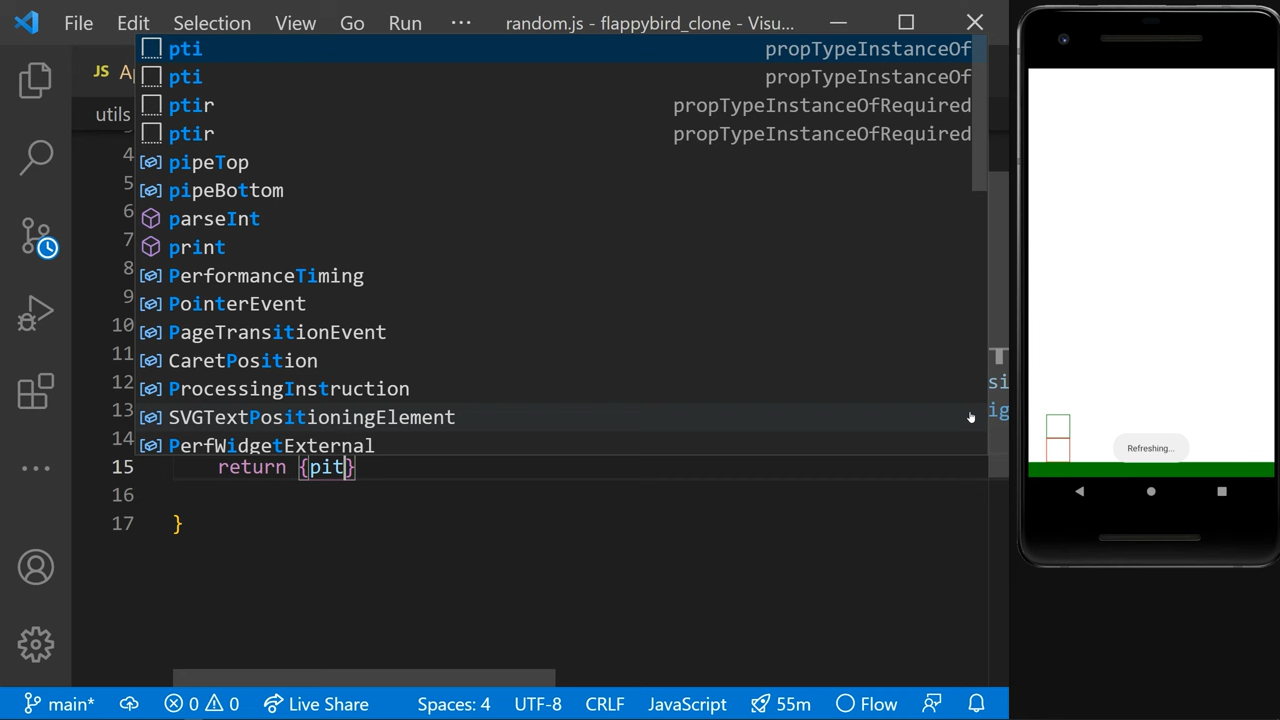 File Edit Selection View Go Run ··· random.js - flappybird_clone - Visu...
JS Ap
utils
pti propTypeInstanceOf
pti propTypeInstanceOf
ptir propTypeInstanceOfRequired
ptir propTypeInstanceOfRequired
pipeTop
pipeBottom
parseInt
print
PerformanceTiming
PointerEvent
PageTransitionEvent
CaretPosition
ProcessingInstruction
SVGTextPositioningElement
PerfWidgetExternal
4
5
6
7
8
9
10
11
12
13
14
15 return {pit}
16
17 }
si
ig
Refreshing...
main* 0 0 Live Share Spaces: 4 UTF-8 CRLF JavaScript 55m Flow